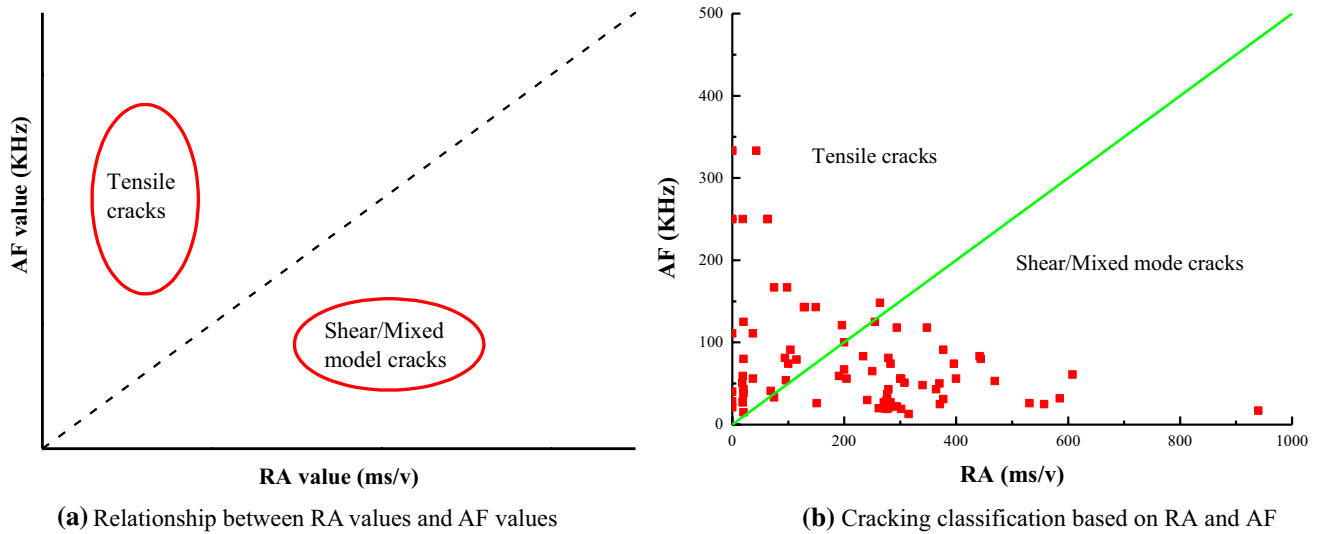 AF value (KHz)
Tensile
cracks
Shear/Mixed
model cracks
RA value (ms/v)
(a) Relationship between RA values and AF values
500
400
300
200
100
0
AF (KHz)
Tensile cracks
Shear/Mixed mode cracks
0 200 400 600 800 1000
RA (ms/v)
(b) Cracking classification based on RA and AF